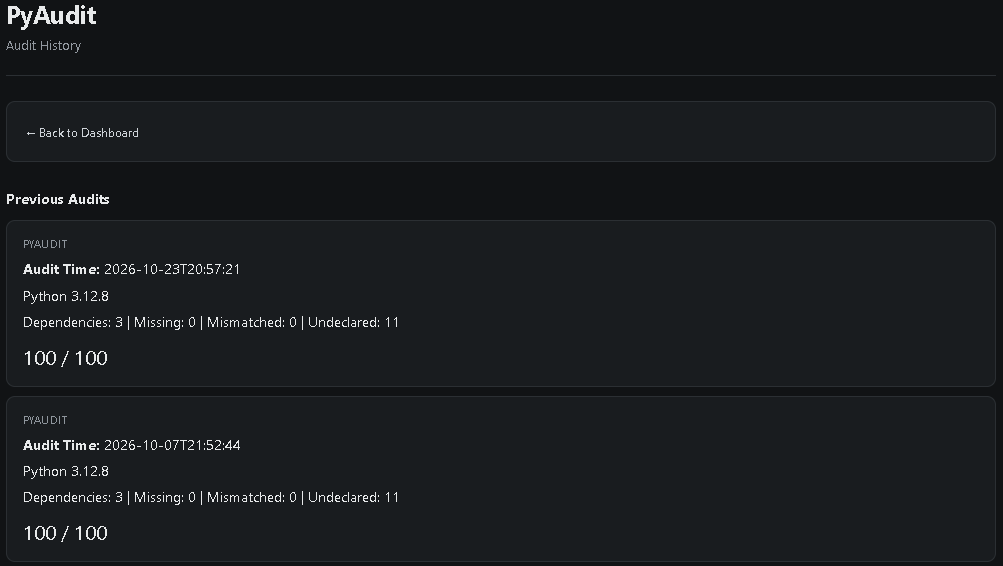 PyAudit
Audit History
← Back to Dashboard
Previous Audits
PYAUDIT
Audit Time: 2026-10-23T20:57:21
Python 3.12.8
Dependencies: 3 | Missing: 0 | Mismatched: 0 | Undeclared: 11
100 / 100
PYAUDIT
Audit Time: 2026-10-07T21:52:44
Python 3.12.8
Dependencies: 3 | Missing: 0 | Mismatched: 0 | Undeclared: 11
100 / 100